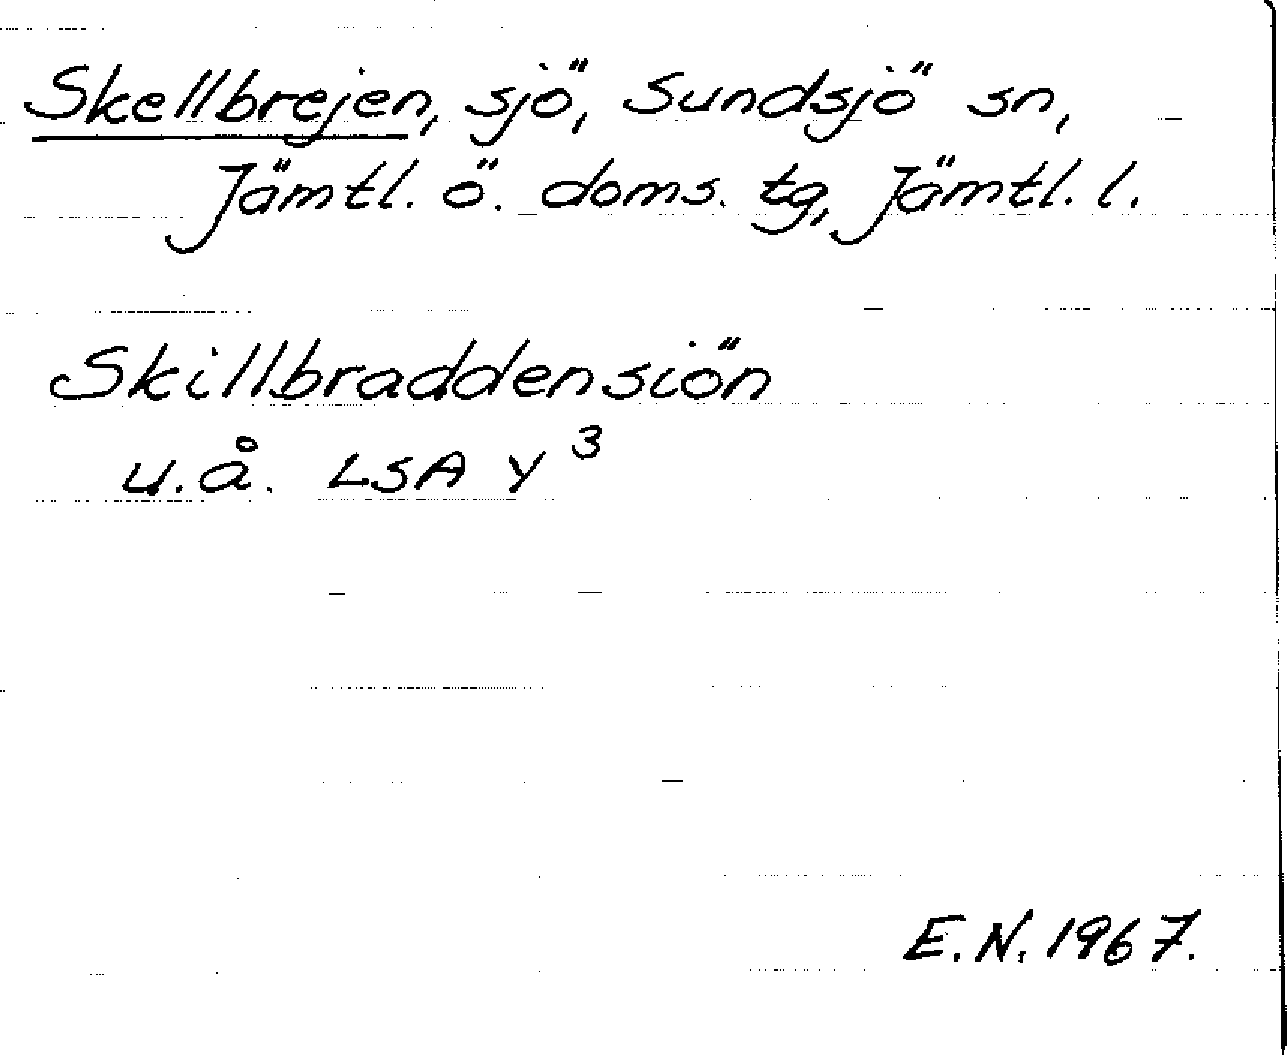 Skellbrejen, sjö, Sundsjö sn,
Jämtl. ö. doms. tg, Jämtl. l.
Skillbraddensiön
u.å. LSA Y 3
E.N. 1967.